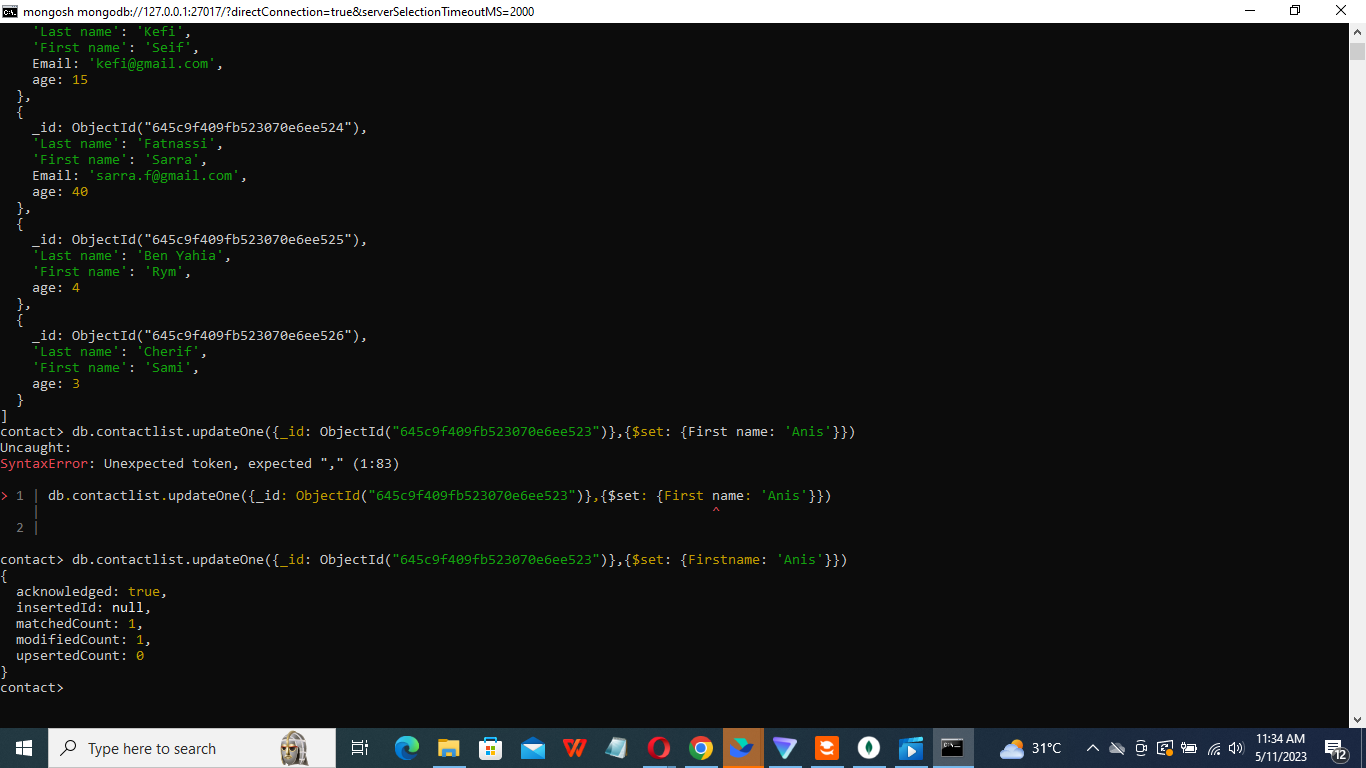 mongosh mongodb://127.0.0.1:27017/?directConnection=true&serverSelectionTimeoutMS=2000
'Last name': 'Kefi',
'First name': 'Seif',
Email: 'kefi@gmail.com',
age: 15
},
{
_id: ObjectId("645c9f409fb523070e6ee524"),
'Last name': 'Fatnassi',
'First name': 'Sarra',
Email: 'sarra.f@gmail.com',
age: 40
},
{
_id: ObjectId("645c9f409fb523070e6ee525"),
'Last name': 'Ben Yahia',
'First name': 'Rym',
age: 4
},
{
_id: ObjectId("645c9f409fb523070e6ee526"),
'Last name': 'Cherif',
'First name': 'Sami',
age: 3
}
]
contact> db.contactlist.updateOne({_id: ObjectId("645c9f409fb523070e6ee523")},{$set: {First name: 'Anis'}})
Uncaught:
SyntaxError: Unexpected token, expected "," (1:83)
> 1 | db.contactlist.updateOne({_id: ObjectId("645c9f409fb523070e6ee523")},{$set: {First name: 'Anis'}})
| ^
2 |
contact> db.contactlist.updateOne({_id: ObjectId("645c9f409fb523070e6ee523")},{$set: {Firstname: 'Anis'}})
{
acknowledged: true,
insertedId: null,
matchedCount: 1,
modifiedCount: 1,
upsertedCount: 0
}
contact>
Type here to search
31°C
11:34 AM
5/11/2023
12